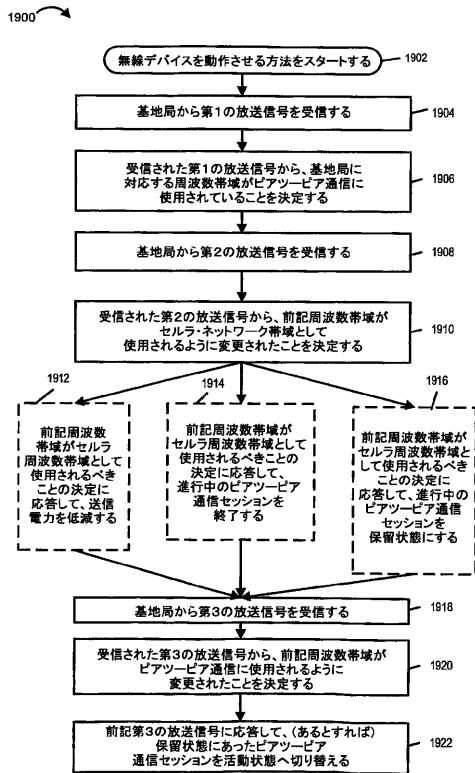 1900
無線デバイスを動作させる方法をスタートする
1902
基地局から第1の放送信号を受信する
1904
受信された第1の放送信号から、基地局に
対応する周波数帯域がピアツーピア通信に
使用されていることを決定する
1906
基地局から第2の放送信号を受信する
1908
受信された第2の放送信号から、前記周波数帯域が
セルラ・ネットワーク帯域として
使用されるように変更されたことを決定する
1910
1912
前記周波数
帯域がセルラ
周波数帯域として
使用されるべき
ことの決定に
応答して、送信
電力を低減する
1914
前記周波数帯域が
セルラ周波数帯域として
使用されるべきことの
決定に応答して、
進行中のピアツーピア
通信セッションを
終了する
1916
前記周波数帯域が
セルラ周波数帯域と
して使用されるべき
ことの決定に
応答して、進行中の
ピアツーピア通信
セッションを
保留状態にする
基地局から第3の放送信号を受信する
1918
受信された第3の放送信号から、前記周波数帯域が
ピアツーピア通信に使用されるように
変更されたことを決定する
1920
前記第3の放送信号に応答して、(あるとすれば)
保留状態にあったピアツーピア
通信セッションを活動状態へ切り替える
1922